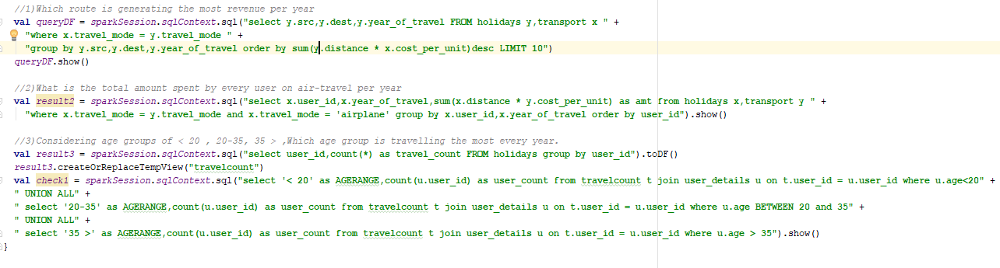 //1)Which route is generating the most revenue per year
val queryDF = sparkSession.sqlContext.sql("select y.src,y.dest,y.year_of_travel FROM holidays y,transport x " +
"where x.travel_mode = y.travel_mode " +
"group by y.src,y.dest,y.year_of_travel order by sum(y.distance * x.cost_per_unit)desc LIMIT 10")
queryDF.show()
//2)What is the total amount spent by every user on air-travel per year
val result2 = sparkSession.sqlContext.sql("select x.user_id,x.year_of_travel,sum(x.distance * y.cost_per_unit) as amt from holidays x,transport y " +
"where x.travel_mode = y.travel_mode and x.travel_mode = 'airplane' group by x.user_id,x.year_of_travel order by user_id").show()
//3)Considering age groups of < 20 , 20-35, 35 > ,Which age group is travelling the most every year.
val result3 = sparkSession.sqlContext.sql("select user_id,count(*) as travel_count FROM holidays group by user_id").toDF()
result3.createOrReplaceTempView("travelcount")
val check1 = sparkSession.sqlContext.sql("select '< 20' as AGERANGE,count(u.user_id) as user_count from travelcount t join user_details u on t.user_id = u.user_id where u.age<20" +
" UNION ALL" +
" select '20-35' as AGERANGE,count(u.user_id) as user_count from travelcount t join user_details u on t.user_id = u.user_id where u.age BETWEEN 20 and 35" +
" UNION ALL" +
" select '35 >' as AGERANGE,count(u.user_id) as user_count from travelcount t join user_details u on t.user_id = u.user_id where u.age > 35").show()
}